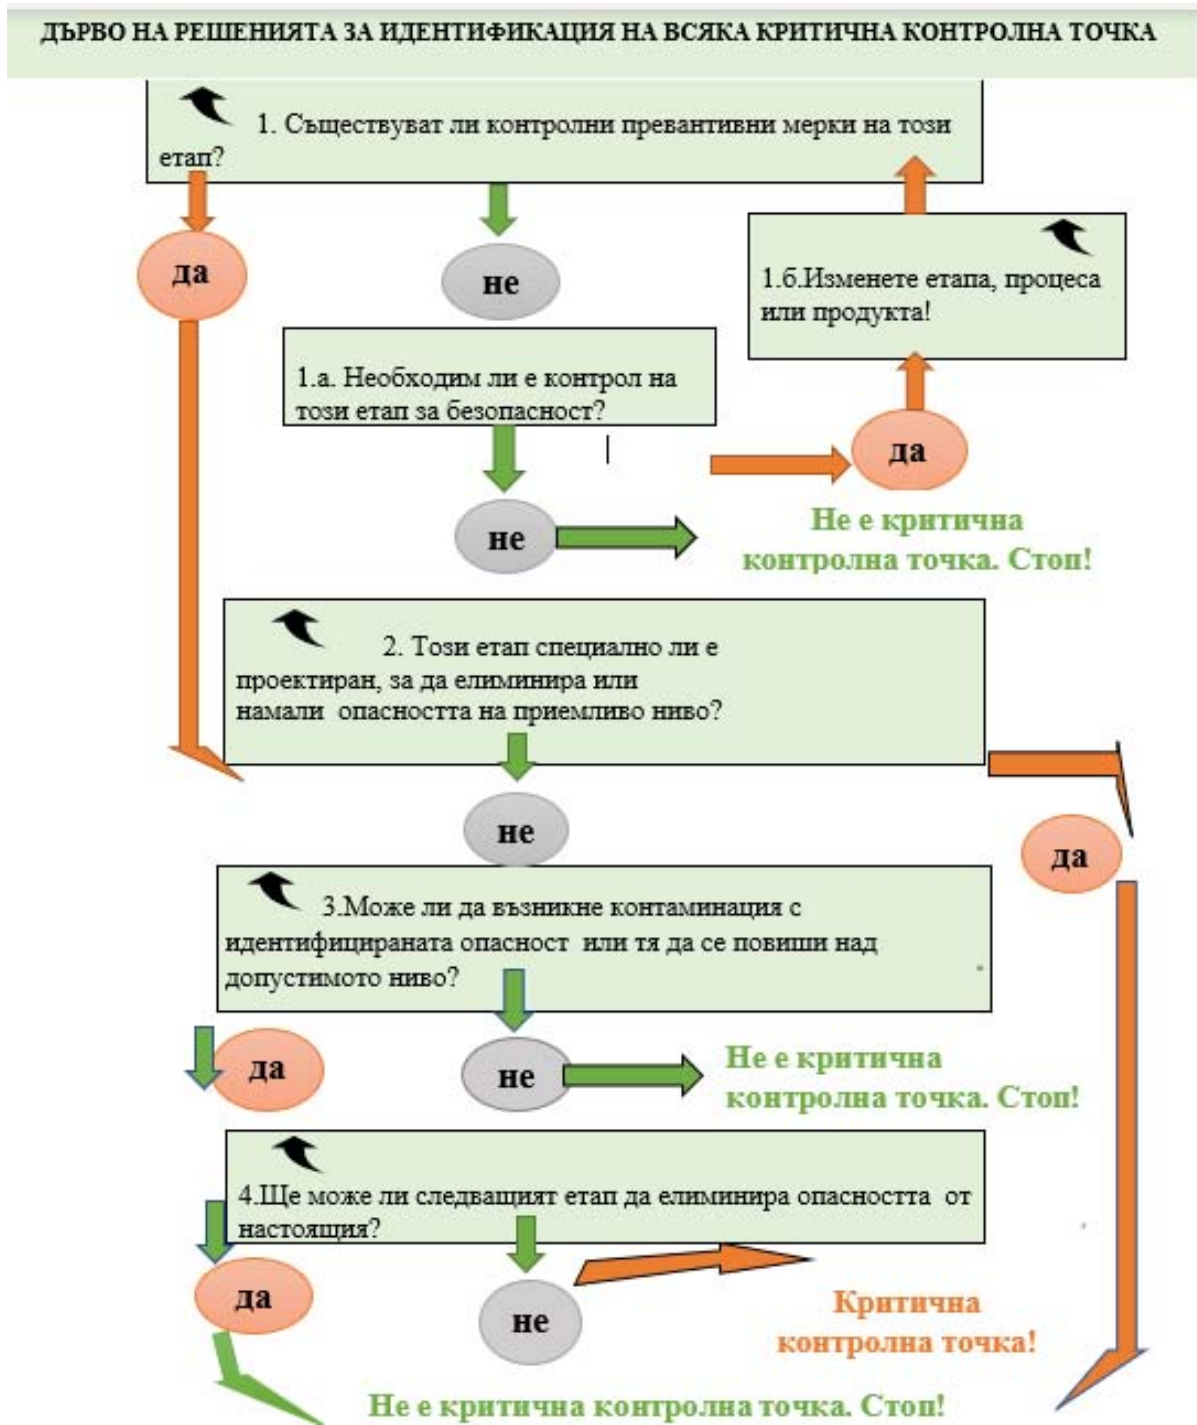 ДЪРВО НА РЕШЕНИЯТА ЗА ИДЕНТИФИКАЦИЯ НА ВСЯКА КРИТИЧНА КОНТРОЛНА ТОЧКА
1. Съществуват ли контролни превантивни мерки на този
етап?
да
не
1.б.Изменете етапа, процеса
или продукта!
1.а. Необходим ли е контрол на
този етап за безопасност?
да
не
Не е критична
контролна точка. Стоп!
2. Този етап специално ли е
проектиран, за да елиминира или
намали опасността на приемливо ниво?
не
да
3.Може ли да възникне контаминация с
идентифицираната опасност или тя да се повиши над
допустимото ниво?
да
не
Не е критична
контролна точка. Стоп!
4.Ще може ли следващият етап да елиминира опасността от
настоящия?
да
не
Критична
контролна точка!
Не е критична контролна точка. Стоп!